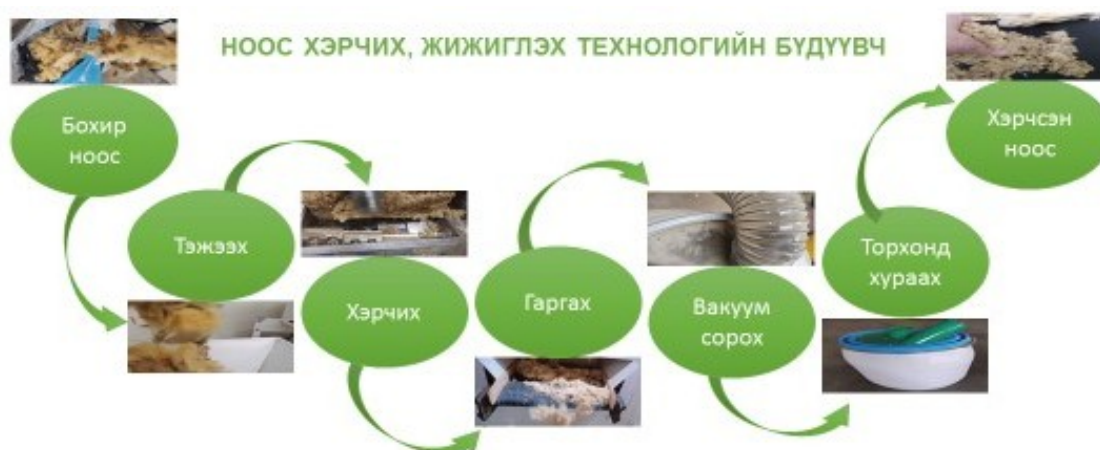 НООС ХЭРЧИХ, ЖИЖИГЛЭХ ТЕХНОЛОГИЙН БҮДҮҮВЧ
Бохир
ноос
Тэжээх
Хэрчих
Гаргах
Вакуум
сорох
Торхонд
хураах
Хэрчсэн
ноос